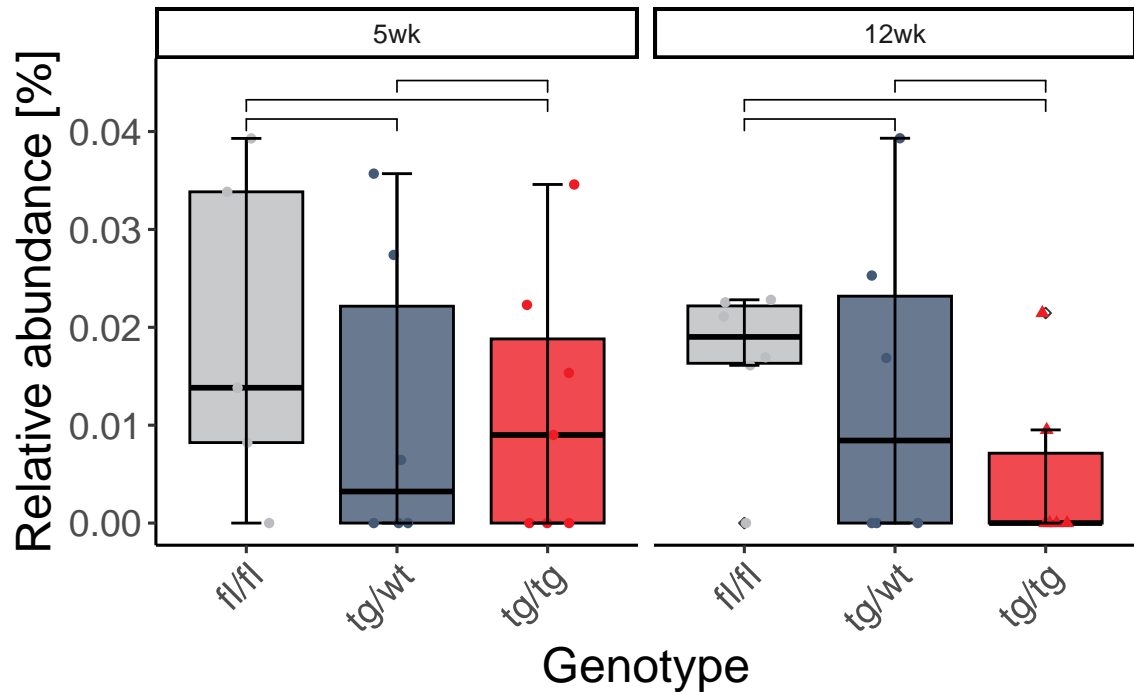 5wk
12wk
Relative abundance [%]
0.04
0.03
0.02
0.01
0.00
fl/fl
tg/wt
tg/tg
fl/fl
tg/wt
tg/tg
Genotype